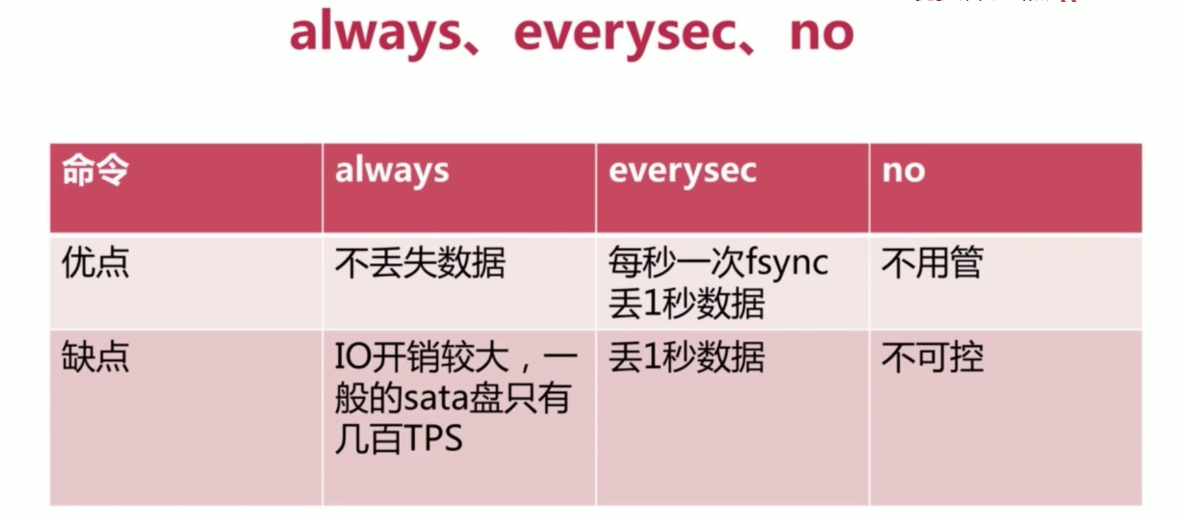 always、everysec、no
命令 always everysec no
优点 不丢失数据 每秒一次fsync 不用管
丢1秒数据
缺点 IO开销较大，一 丢1秒数据 不可控
般的sata盘只有
几百TPS